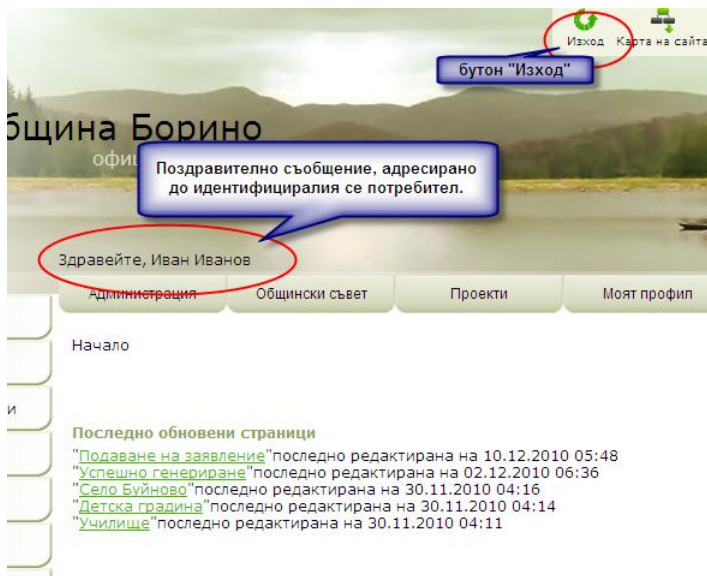 Изход Карта на сайта
бутон "Изход"
бщина Борино
Поздравително съобщение, адресирано
до идентифициралия се потребител.
Здравейте, Иван Иванов
Администрация Общински съвет Проекти Моят профил
Начало
и
Последно обновени страници
"Подаване на заявление"последно редактирана на 10.12.2010 05:48
"Успешно генериране"последно редактирана на 02.12.2010 06:36
"Село Буйново"последно редактирана на 30.11.2010 04:16
"Детска градина"последно редактирана на 30.11.2010 04:14
"Училище"последно редактирана на 30.11.2010 04:11